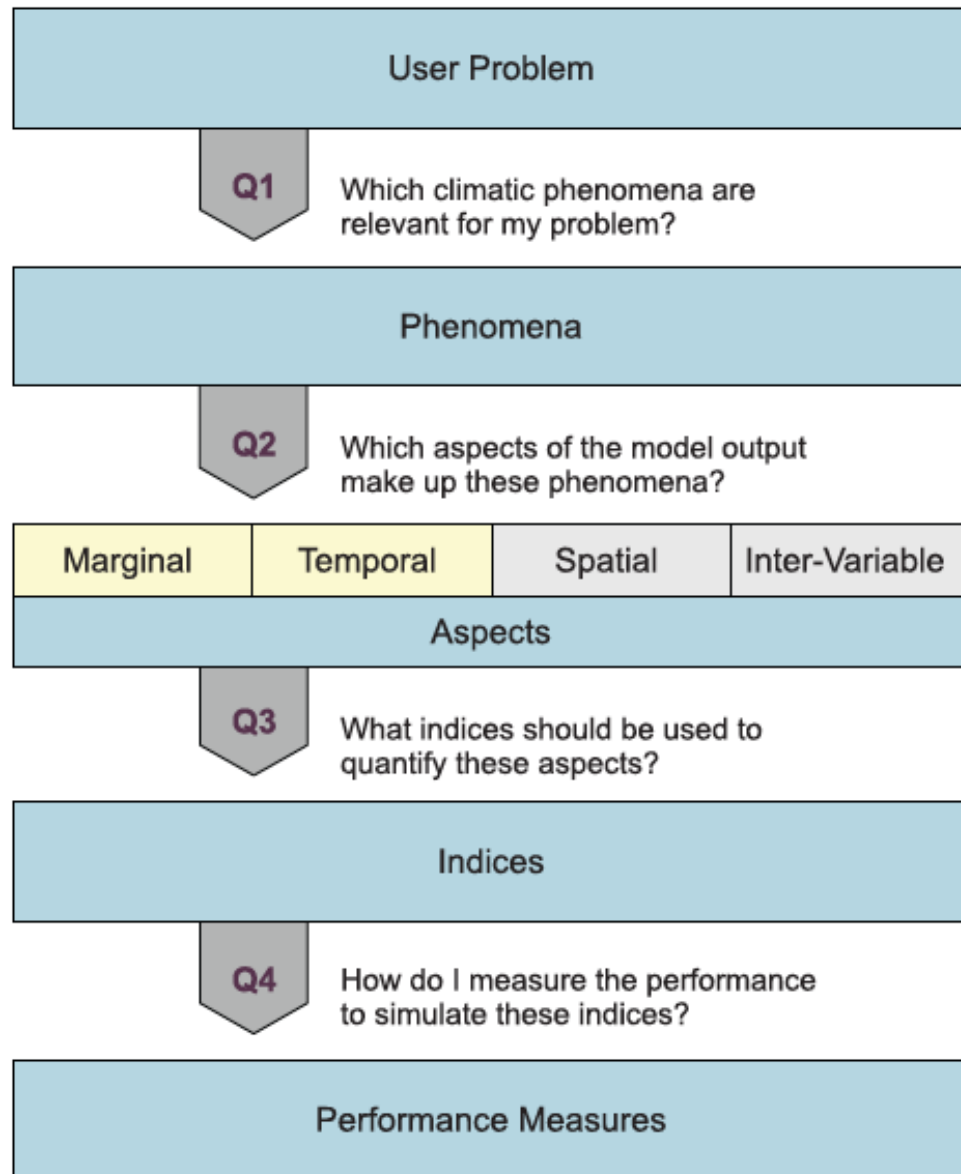 User Problem
Q1
Which climatic phenomena are
relevant for my problem?
Phenomena
Q2
Which aspects of the model output
make up these phenomena?
Marginal
Temporal
Spatial
Inter-Variable
Aspects
Q3
What indices should be used to
quantify these aspects?
Indices
Q4
How do I measure the performance
to simulate these indices?
Performance Measures